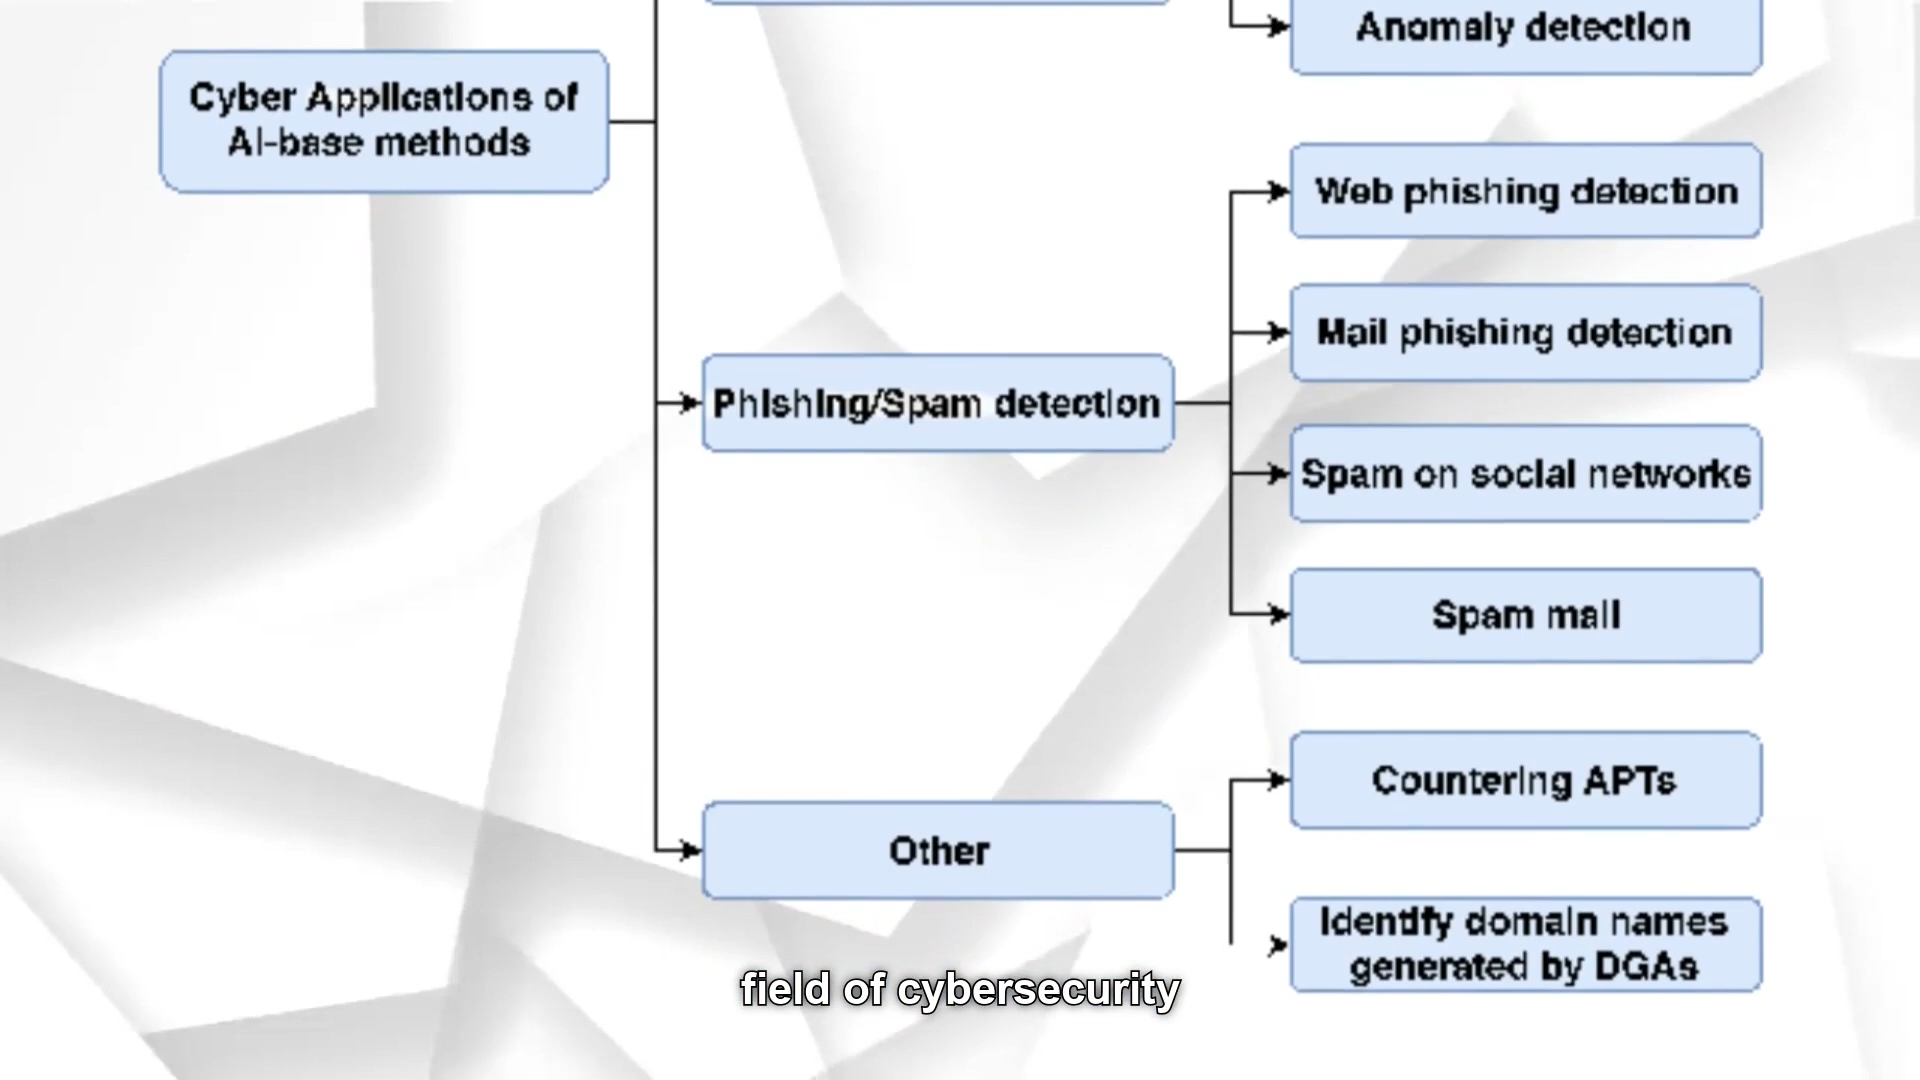 Anomaly detection
Cyber Applications of
AI-base methods
Web phishing detection
Mail phishing detection
Phishing/Spam detection
Spam on social networks
Spam mail
Countering APTs
Other
Identify domain names
generated by DGAs
field of cybersecurity